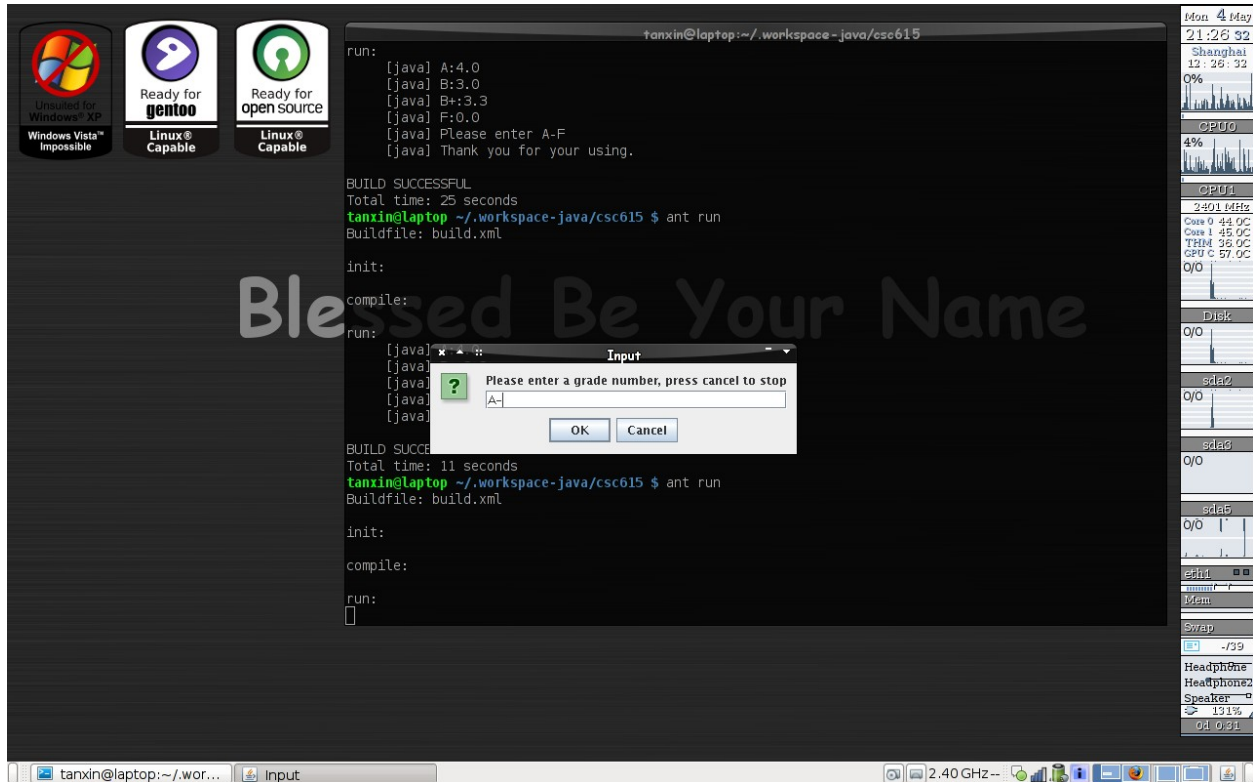 Unsuited for
Windows® XP
Windows Vista™
Impossible
Ready for
gentoo
Linux®
Capable
Ready for
open source
Linux®
Capable
Blessed Be Your Name
tanxin@laptop:~/.workspace-java/csc615
run:
[java] A:4.0
[java] B:3.0
[java] B+:3.3
[java] F:0.0
[java] Please enter A-F
[java] Thank you for your using.
BUILD SUCCESSFUL
Total time: 25 seconds
tanxin@laptop ~/.workspace-java/csc615 $ ant run
Buildfile: build.xml
init:
compile:
run:
[java]
[java]
[java]
[java]
[java]
BUILD SUCCE
Total time: 11 seconds
tanxin@laptop ~/.workspace-java/csc615 $ ant run
Buildfile: build.xml
init:
compile:
run:
Input
Please enter a grade number, press cancel to stop
A-
OK Cancel
Mon 4 May
21:26 32
Shanghai
12:26:32
0%
CPU0
4%
CPU1
2401 MHz
Core 0 44.0C
Core 1 45.0C
THM 36.0C
GPU C 57.0C
0/0
Disk
0/0
sda2
0/0
sda3
0/0
sda5
0/0
eth1
Mem
Swap
-/39
Headphone
Headphone2
Speaker
131%
0d 0:31
tanxin@laptop:~/.wor...
Input
2.40 GHz--